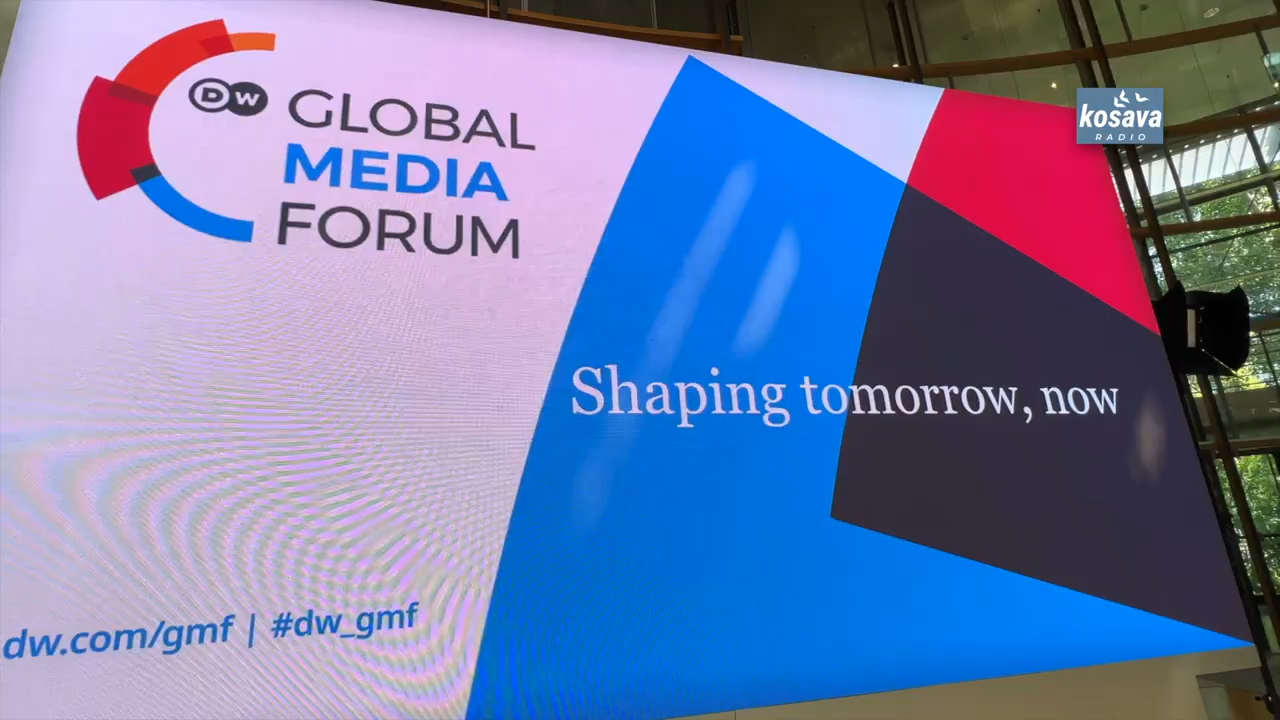 DW
GLOBAL
MEDIA
FORUM
kosava
RADIO
Shaping tomorrow, now
dw.com/gmf | #dw_gmf